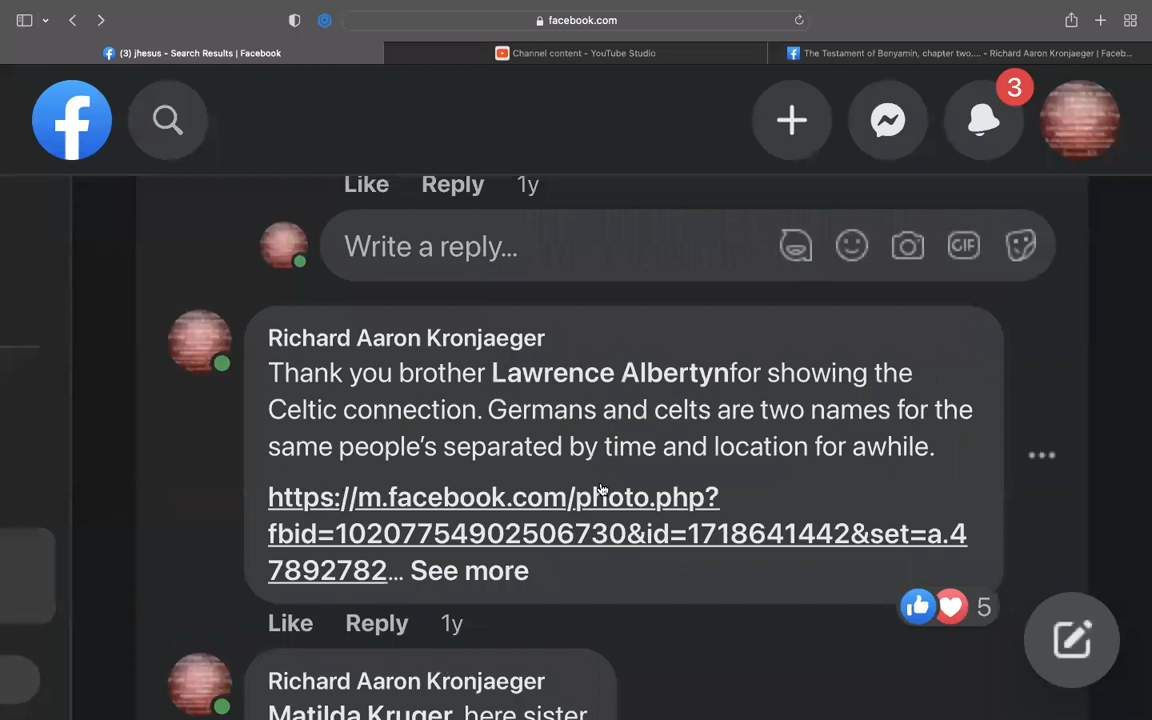 facebook.com
(3) jhesus - Search Results | Facebook
Channel content - YouTube Studio
The Testament of Benyamin, chapter two.... - Richard Aaron Kronjaeger | Faceb...
3
Like Reply 1y
Write a reply...
GIF
Richard Aaron Kronjaeger
Thank you brother Lawrence Albertynfor showing the
Celtic connection. Germans and celts are two names for the
same people's separated by time and location for awhile.
https://m.facebook.com/photo.php?
fbid=10207754902506730&id=1718641442&set=a.4
7892782... See more
5
Like Reply 1y
Richard Aaron Kronjaeger
Matilda Kruger, here sister